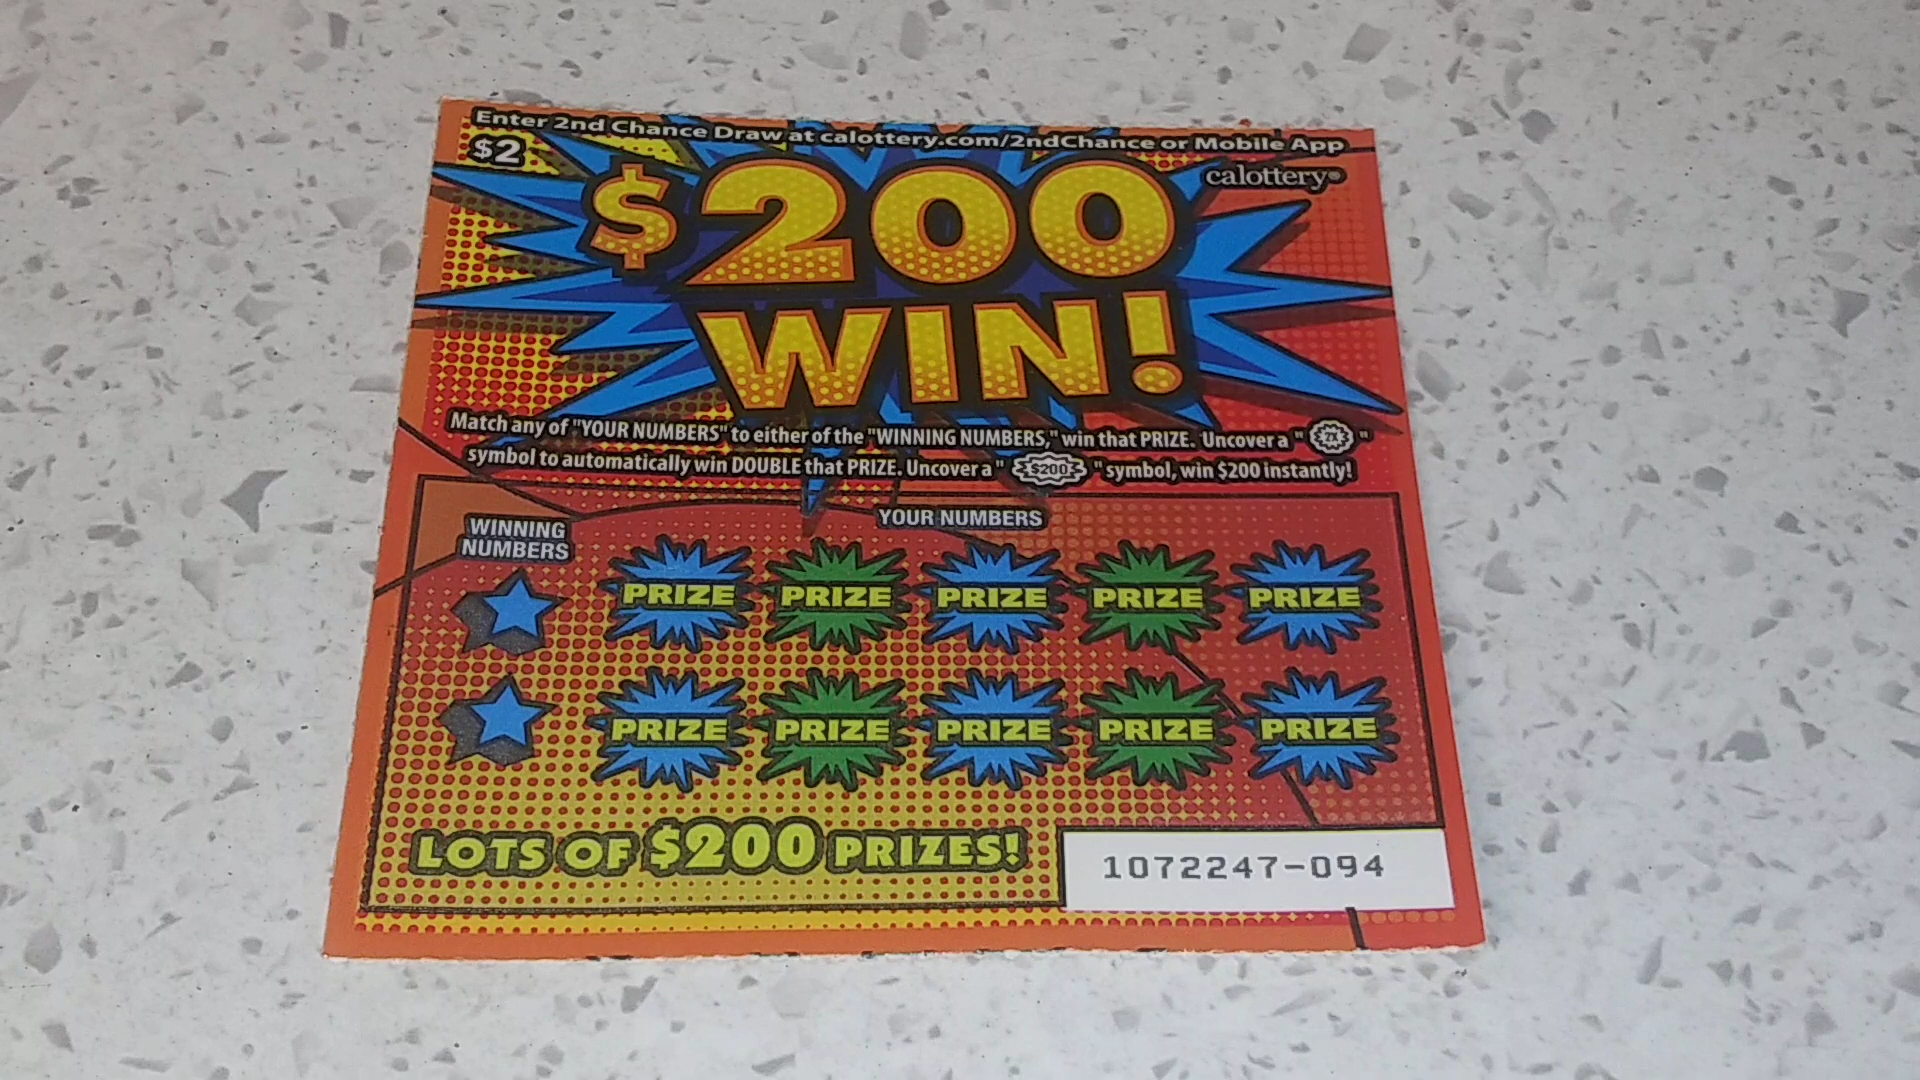 Enter 2nd Chance Draw at calottery.com/2ndChance or Mobile App
$2
calottery®
$200
WIN!
Match any of "YOUR NUMBERS" to either of the "WINNING NUMBERS," win that PRIZE. Uncover a " 2X "
symbol to automatically win DOUBLE that PRIZE. Uncover a " $200 " symbol, win $200 instantly!
WINNING
NUMBERS
YOUR NUMBERS
PRIZE PRIZE PRIZE PRIZE PRIZE
PRIZE PRIZE PRIZE PRIZE PRIZE
LOTS OF $200 PRIZES!
1072247-094